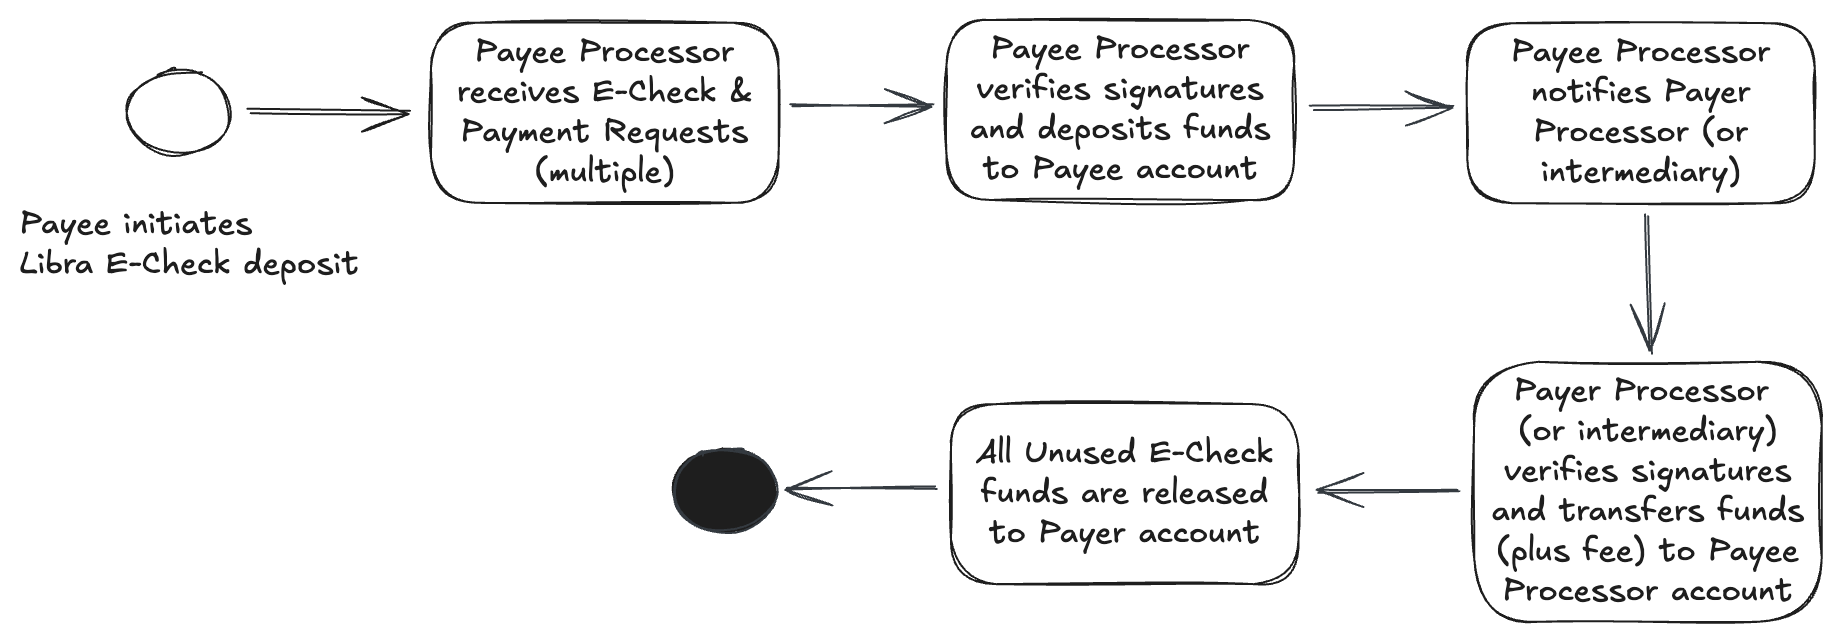 Payee initiates
Libra E-Check deposit
Payee Processor
receives E-Check &
Payment Requests
(multiple)
Payee Processor
verifies signatures
and deposits funds
to Payee account
Payee Processor
notifies Payer
Processor (or
intermediary)
Payer Processor
(or intermediary)
verifies signatures
and transfers funds
(plus fee) to Payee
Processor account
All Unused E-Check
funds are released
to Payer account